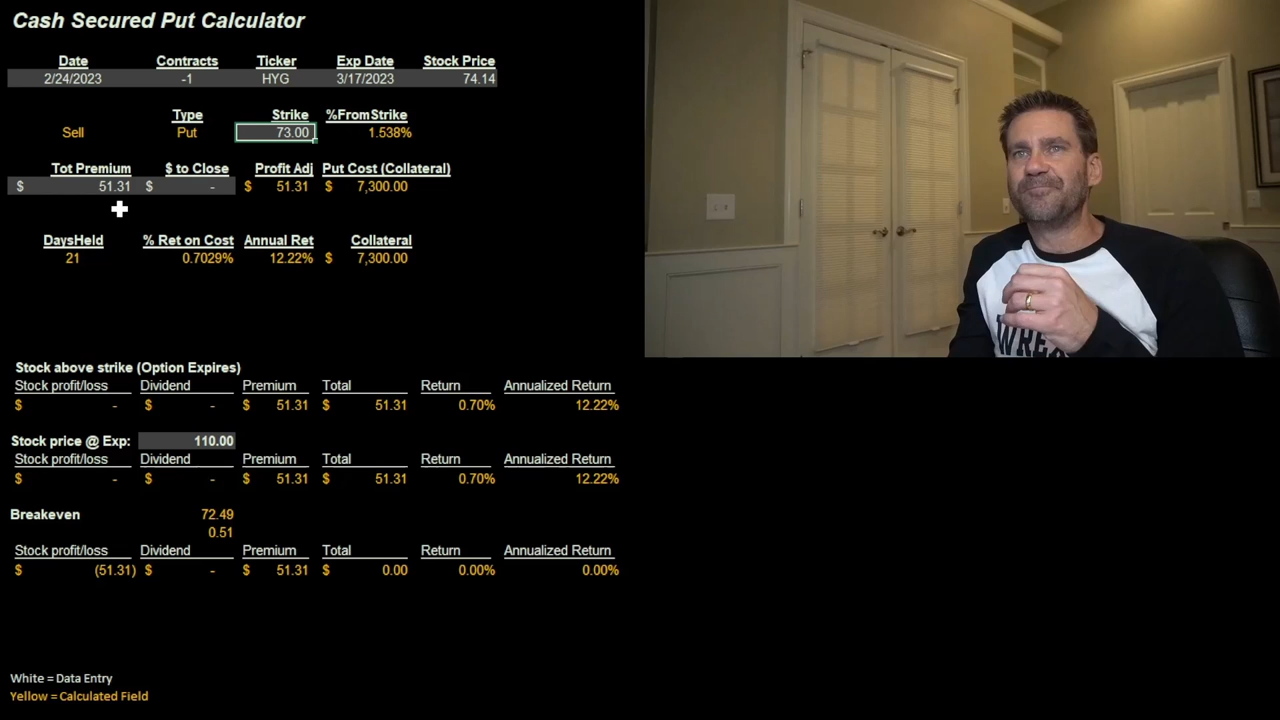 Cash Secured Put Calculator
Date Contracts Ticker Exp Date Stock Price
2/24/2023 -1 HYG 3/17/2023 74.14
Type Strike %FromStrike
Sell Put 73.00 1.538%
Tot Premium $ to Close Profit Adj Put Cost (Collateral)
$ 51.31 $ - $ 51.31 $ 7,300.00
DaysHeld % Ret on Cost Annual Ret Collateral
21 0.7029% 12.22% $ 7,300.00
Stock above strike (Option Expires)
Stock profit/loss Dividend Premium Total Return Annualized Return
$ - $ - $ 51.31 $ 51.31 0.70% 12.22%
Stock price @ Exp: 110.00
Stock profit/loss Dividend Premium Total Return Annualized Return
$ - $ - $ 51.31 $ 51.31 0.70% 12.22%
Breakeven 72.49
0.51
Stock profit/loss Dividend Premium Total Return Annualized Return
$ (51.31) $ - $ 51.31 $ 0.00 0.00% 0.00%
White = Data Entry
Yellow = Calculated Field